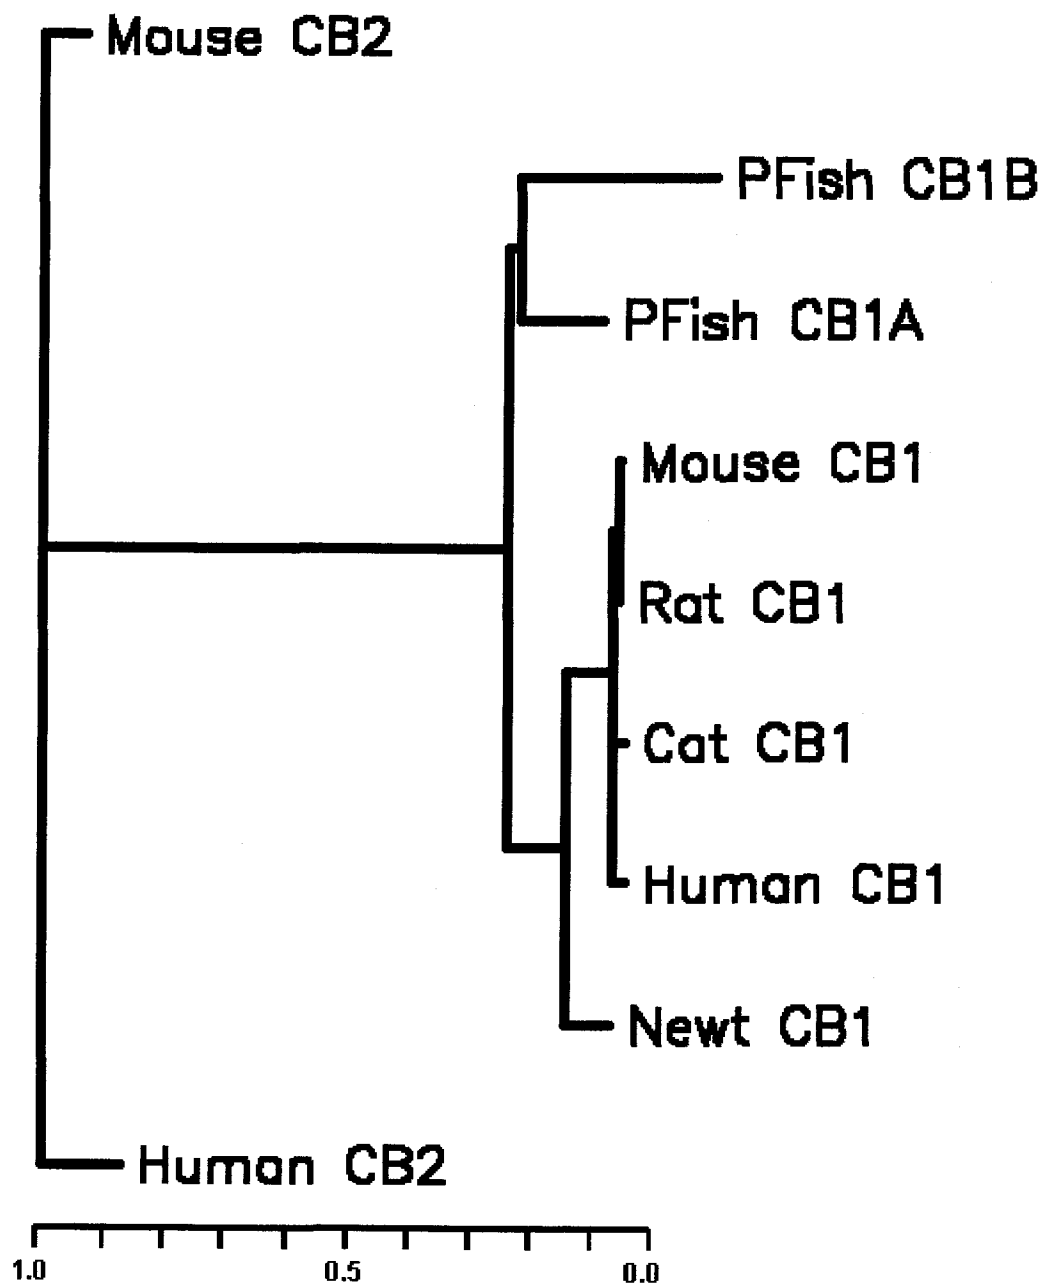 Mouse CB2
PFish CB1B
PFish CB1A
Mouse CB1
Rat CB1
Cat CB1
Human CB1
Newt CB1
Human CB2
1.0 0.5 0.0